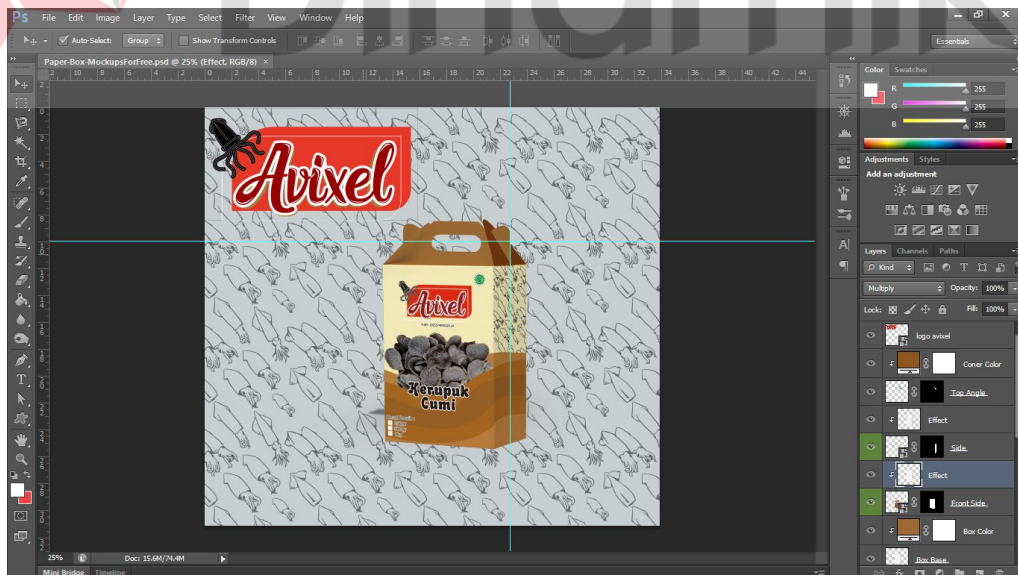 Ps File Edit Image Layer Type Select Filter View Window Help
Auto-Select: Group Show Transform Controls Essentials
Paper-Box-MockupsForFree.psd @ 25% (Effect, RGB/8) ×
Color Swatches
R 255
G 255
B 255
Adjustments Styles
Add an adjustment
Avixel
Avixel
Kerupuk
Cumi
Layers Channels Paths
Kind
Multiply Opacity: 100%
Lock: Fill: 100%
logo avixel
Coner Color
Top Angle
Effect
Side
Effect
Front Side
Box Color
Box Base
25% Doc: 15.6M/74.4M
Mini Bridge Timeline